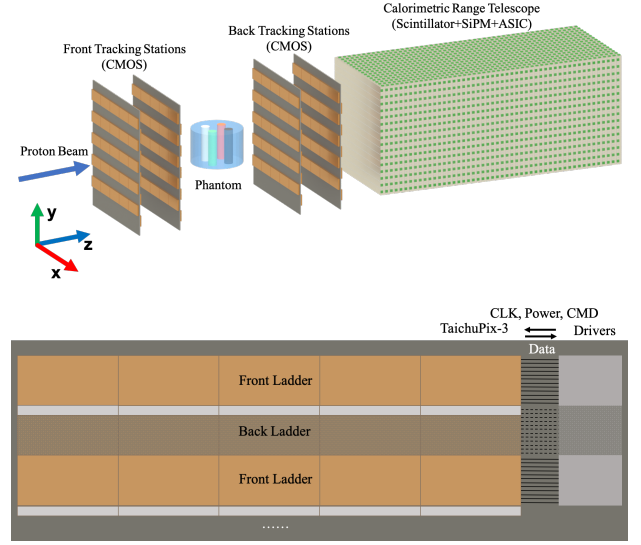 Calorimetric Range Telescope
(Scintillator+SiPM+ASIC)
Back Tracking Stations
(CMOS)
Front Tracking Stations
(CMOS)
Proton Beam
Phantom
y
z
x
CLK, Power, CMD
TaichuPix-3
Drivers
Data
Front Ladder
Back Ladder
Front Ladder
......